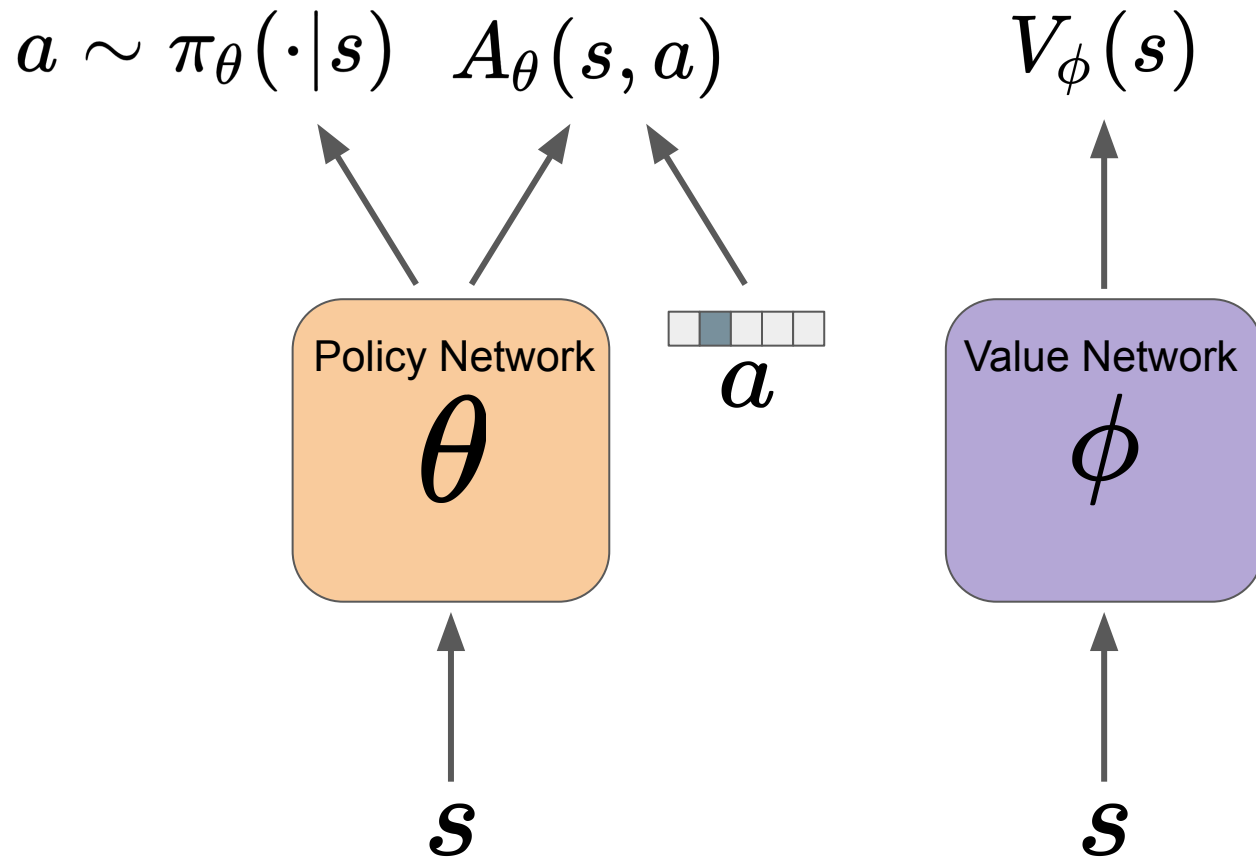 a ∼ π_θ(·|s) A_θ(s, a) V_ϕ(s)
Policy Network
θ
a
Value Network
ϕ
s
s